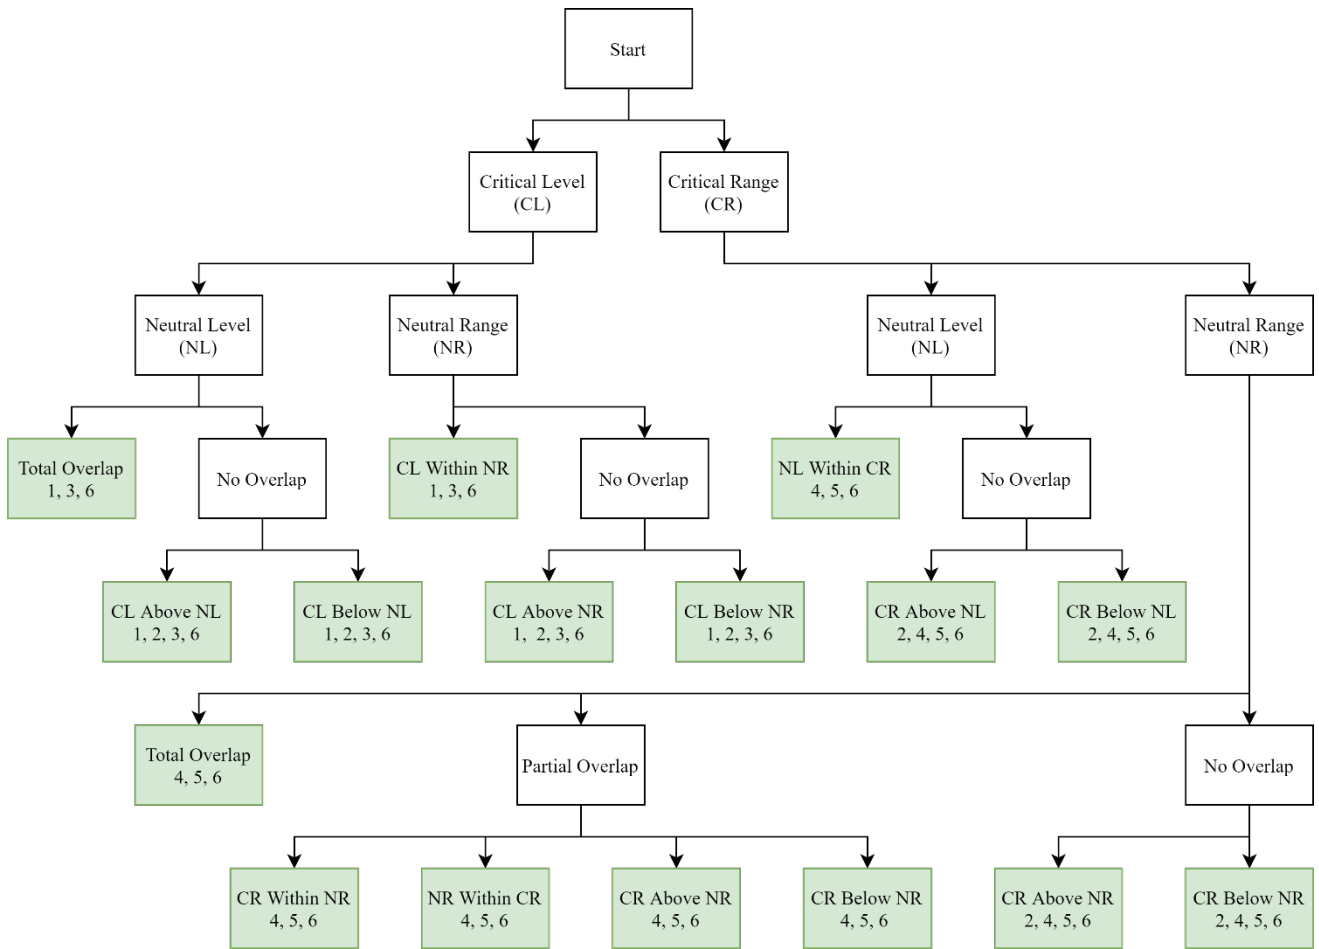 Start
Critical Level
(CL)
Critical Range
(CR)
Neutral Level
(NL)
Neutral Range
(NR)
Neutral Level
(NL)
Neutral Range
(NR)
Total Overlap
1, 3, 6
No Overlap
CL Within NR
1, 3, 6
No Overlap
NL Within CR
4, 5, 6
No Overlap
CL Above NL
1, 2, 3, 6
CL Below NL
1, 2, 3, 6
CL Above NR
1,  2, 3, 6
CL Below NR
1, 2, 3, 6
CR Above NL
2, 4, 5, 6
CR Below NL
2, 4, 5, 6
Total Overlap
4, 5, 6
Partial Overlap
No Overlap
CR Within NR
4, 5, 6
NR Within CR
4, 5, 6
CR Above NR
4, 5, 6
CR Below NR
4, 5, 6
CR Above NR
2, 4, 5, 6
CR Below NR
2, 4, 5, 6